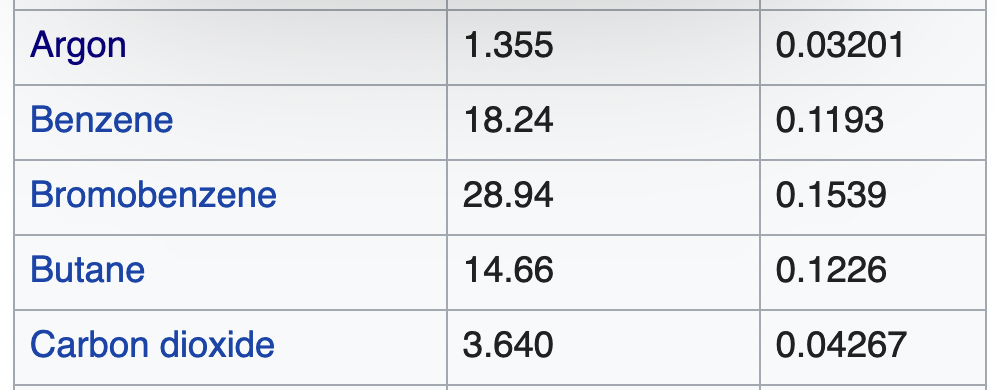 Argon 1.355 0.03201
Benzene 18.24 0.1193
Bromobenzene 28.94 0.1539
Butane 14.66 0.1226
Carbon dioxide 3.640 0.04267